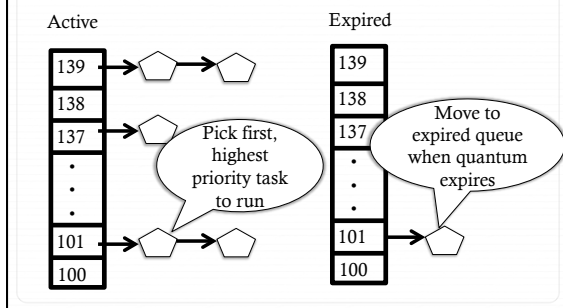 Active
139
138
137
.
.
.
101
100
Pick first,
highest
priority task
to run
Expired
139
138
137
.
.
.
101
100
Move to
expired queue
when quantum
expires